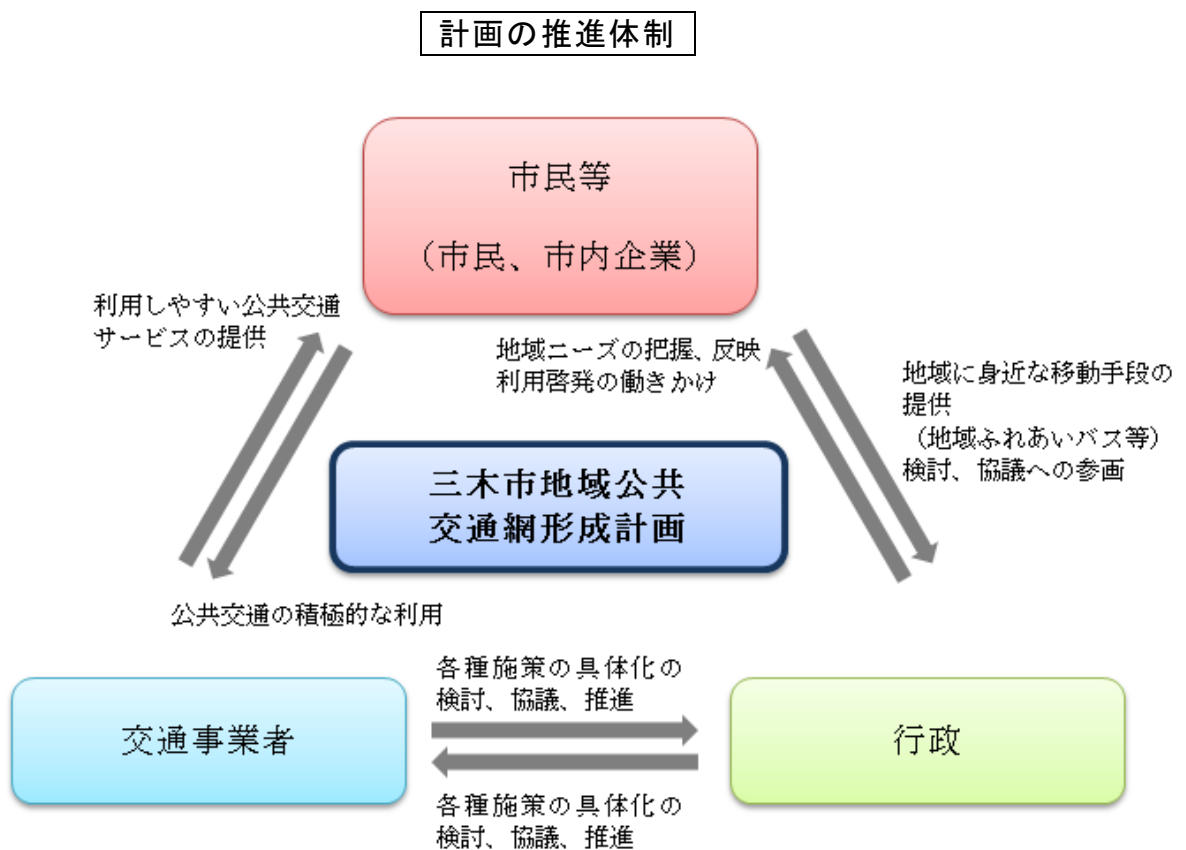 計画の推進体制
市民等
（市民、市内企業）
利用しやすい公共交通
サービスの提供
地域ニーズの把握、反映
利用啓発の働きかけ
地域に身近な移動手段の
提供
（地域ふれあいバス等）
検討、協議への参画
三木市地域公共
交通網形成計画
公共交通の積極的な利用
各種施策の具体化の
検討、協議、推進
交通事業者
行政
各種施策の具体化の
検討、協議、推進